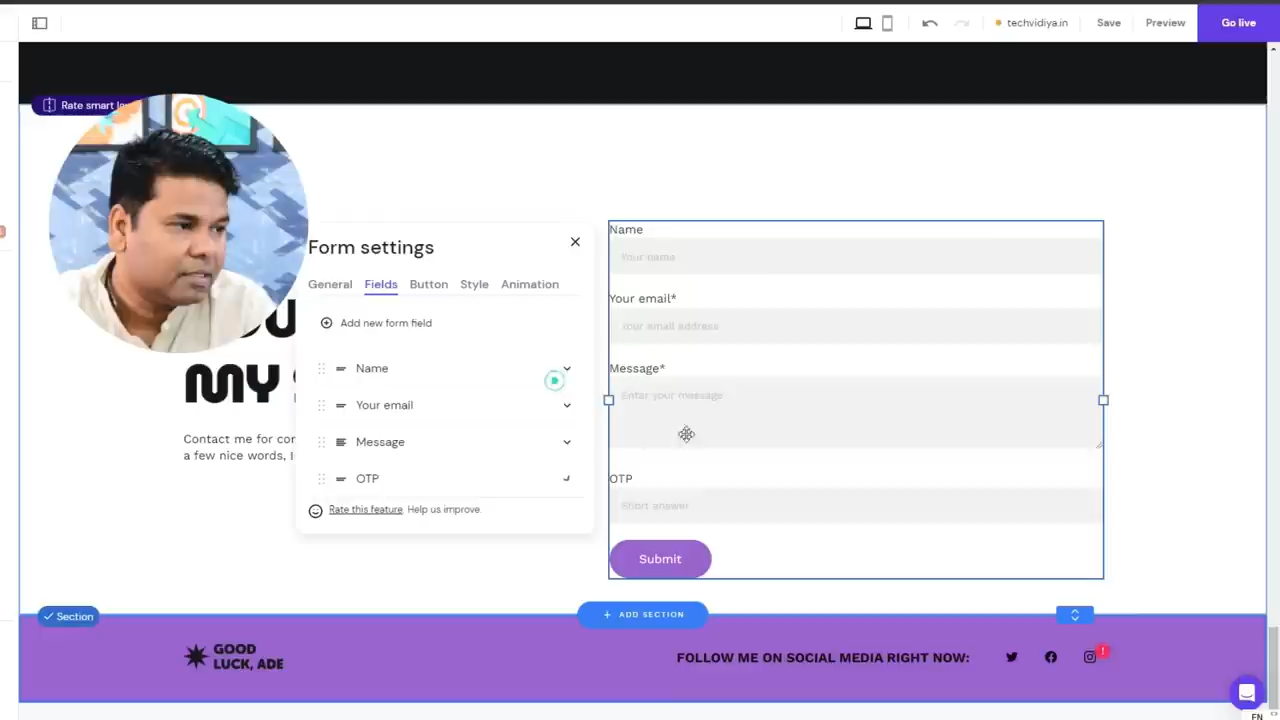 techvidiya.in
Save
Preview
Go live
Rate smart
Name
Your name
Form settings
General
Fields
Button
Style
Animation
Your email*
Your email address
Add new form field
Name
Message*
Enter your message
MY
Your email
Contact me for
a few nice words,
Message
OTP
OTP
Short answer
Rate this feature. Help us improve.
Submit
Section
+ ADD SECTION
GOOD
LUCK, ADE
FOLLOW ME ON SOCIAL MEDIA RIGHT NOW:
!
EN